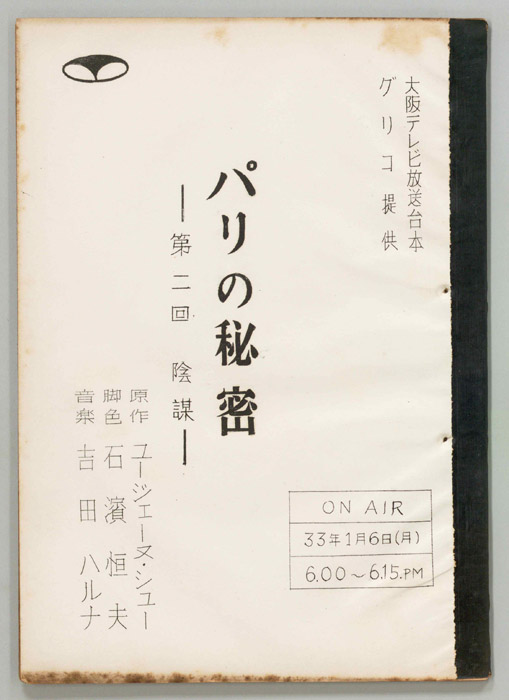 大阪テレビ放送台本
グリコ提供
パリの秘密
―第二回 陰謀―
原作 ユージェーヌ・シュー
脚色 石濱恒夫
音楽 吉田ハルナ
ON AIR
33年1月6日(月)
6.00～6.15.PM